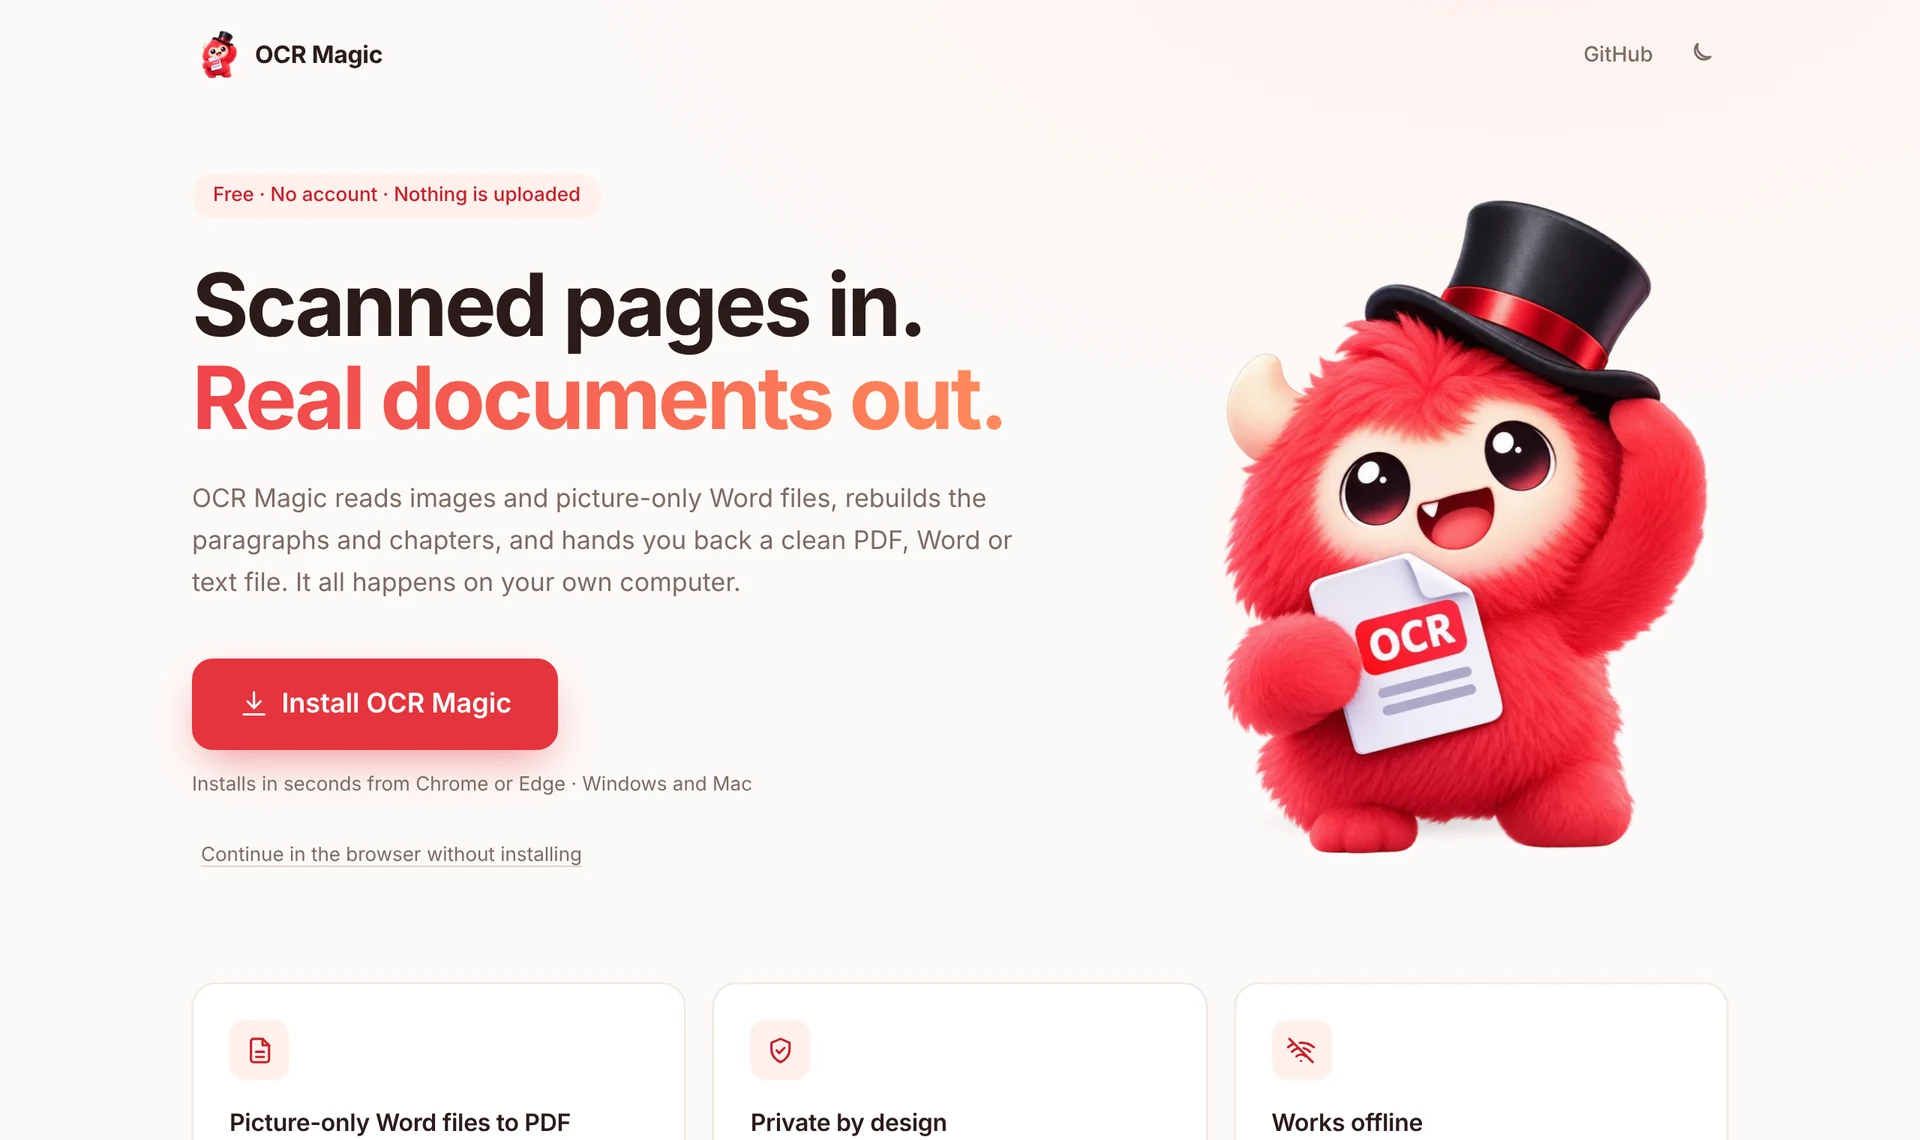 OCR Magic
GitHub
Free · No account · Nothing is uploaded
Scanned pages in.
Real documents out.
OCR Magic reads images and picture-only Word files, rebuilds the
paragraphs and chapters, and hands you back a clean PDF, Word or
text file. It all happens on your own computer.
OCR
Install OCR Magic
Installs in seconds from Chrome or Edge · Windows and Mac
Continue in the browser without installing
Picture-only Word files to PDF
Private by design
Works offline